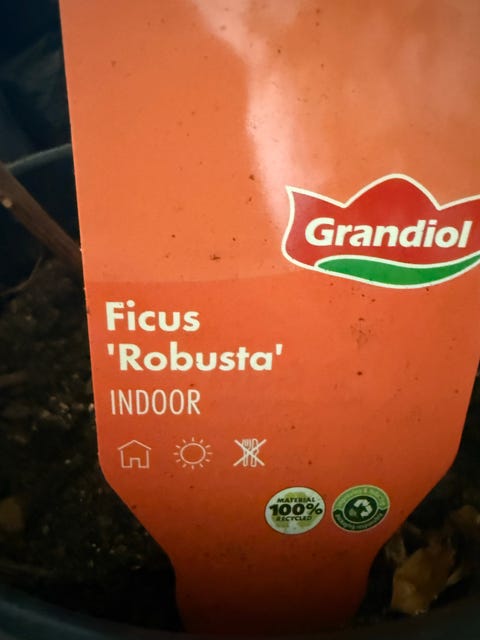 Grandiol
Ficus
'Robusta'
INDOOR
MATERIAL
100%
RECYCLED